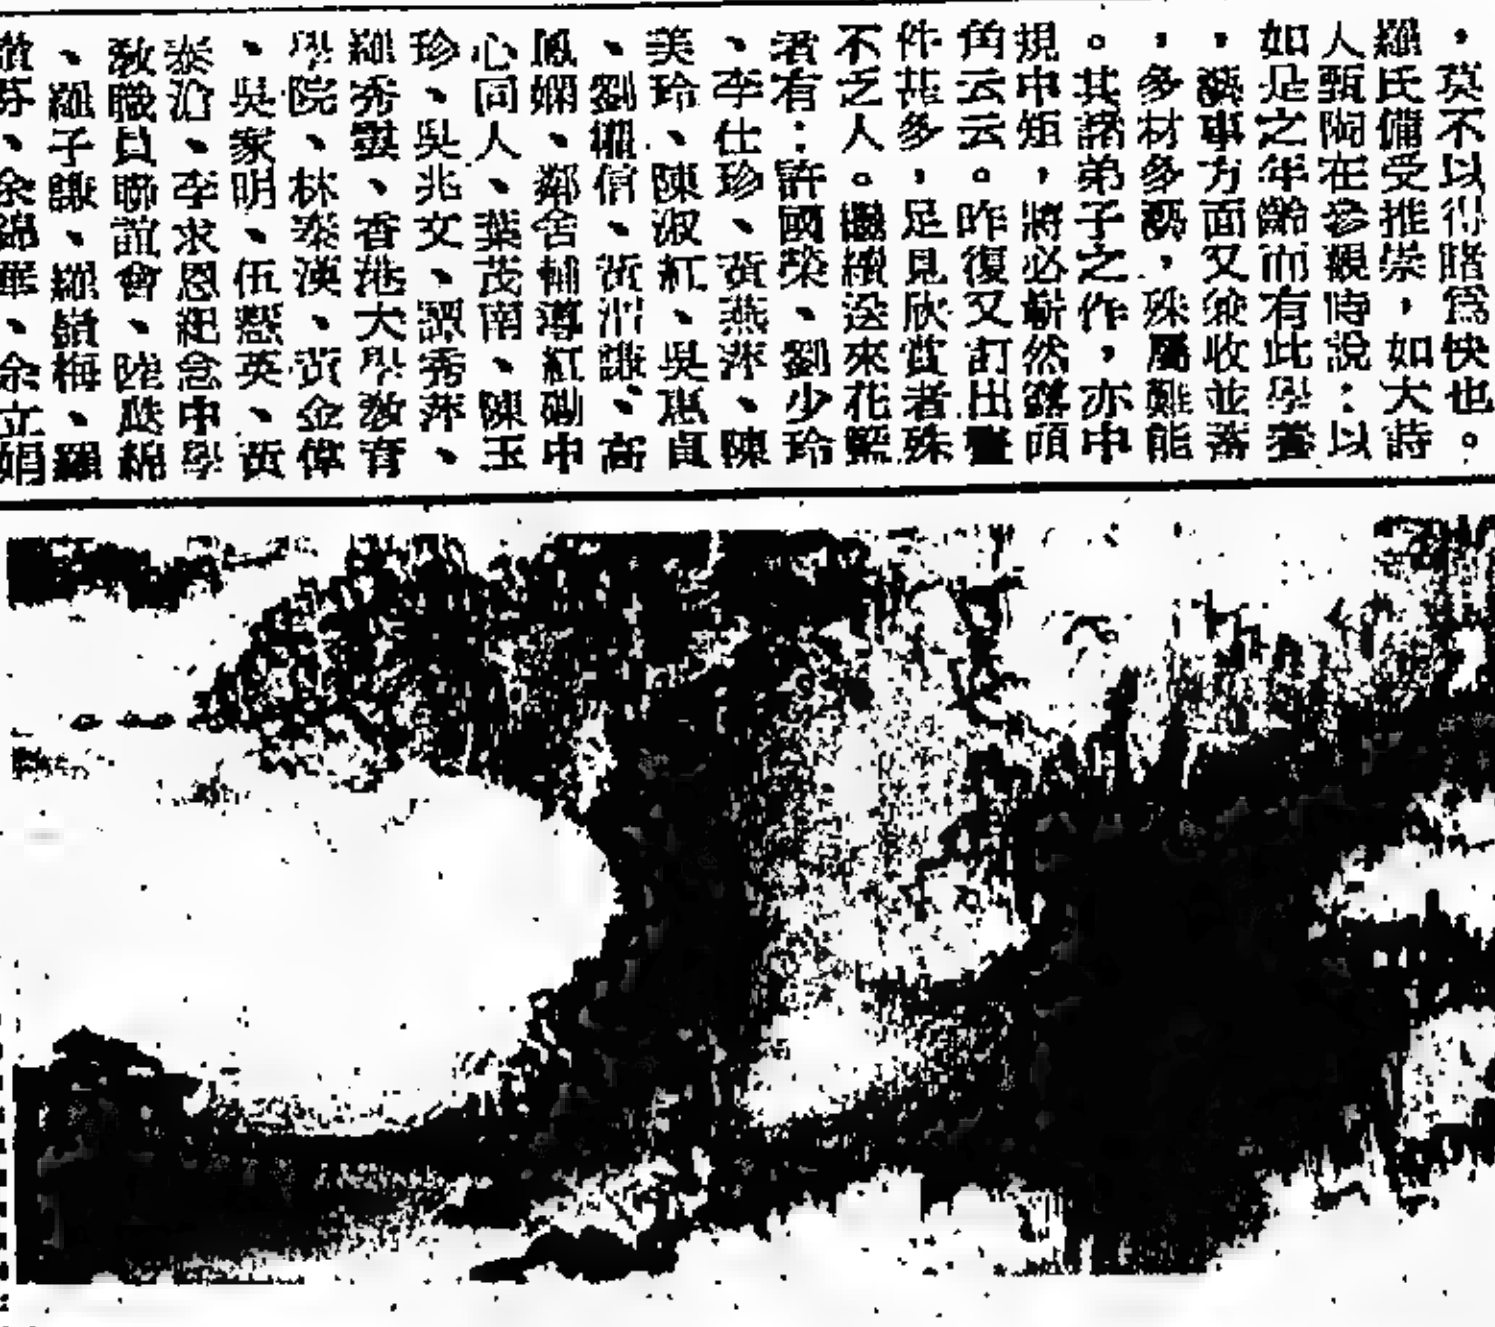 ，莫不以得睹為快也。
羅氏備受推崇，如大詩
人甄陶在參觀時說：以
如是之年齡而有此學養
，藝事方面又兼收並蓄
，多材多藝，殊屬難能
。其諸弟子之作，亦中
規中矩，將必嶄然露頭
角云云。昨復又訂出畫
件甚多，足見欣賞者殊
不乏人。繼續送來花籃
者有：許國榮、劉少玲
、李仕珍、黃燕萍、陳
美玲、陳淑紅、吳惠貞
、劉 信、黃 謙、高
鳳嫻、鄰舍輔導紅磡中
心同人、葉茂南、陳玉
珍、吳兆文、譚秀萍、
羅秀雲、香港大學教育
學院、林泰漢、黃金偉
、吳家明、伍慧英、黃
泰滄、李求恩紀念中學
教職員聯誼會、陸 綿
、羅子謙、羅嶺梅、羅
芬、余錦華、余立娟